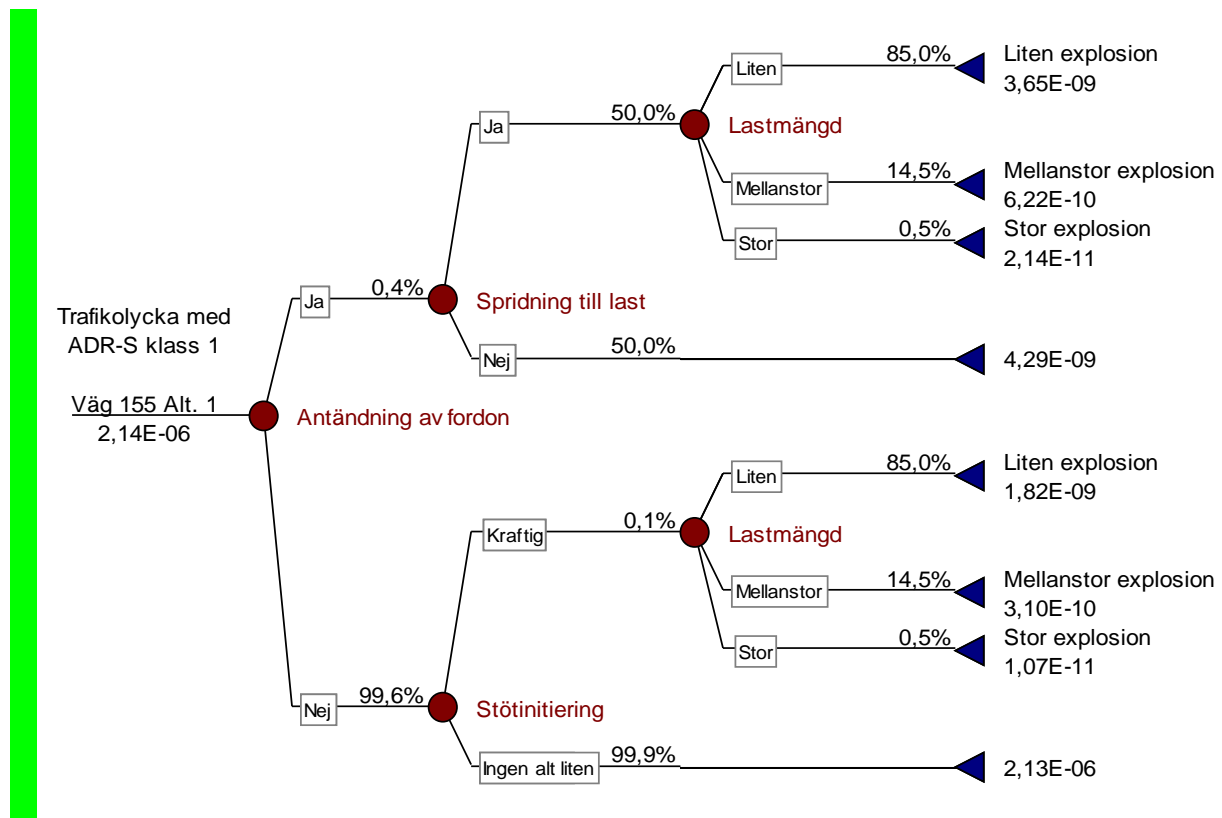 Liten
85,0%
Liten explosion
3,65E-09
Ja
50,0%
Lastmängd
Mellanstor
14,5%
Mellanstor explosion
6,22E-10
Stor
0,5%
Stor explosion
2,14E-11
Ja
0,4%
Spridning till last
Trafikolycka med
ADR-S klass 1
Nej
50,0%
4,29E-09
Väg 155 Alt. 1
2,14E-06
Antändning av fordon
Liten
85,0%
Liten explosion
1,82E-09
Kraftig
0,1%
Lastmängd
Mellanstor
14,5%
Mellanstor explosion
3,10E-10
Stor
0,5%
Stor explosion
1,07E-11
Nej
99,6%
Stötinitiering
Ingen alt liten
99,9%
2,13E-06